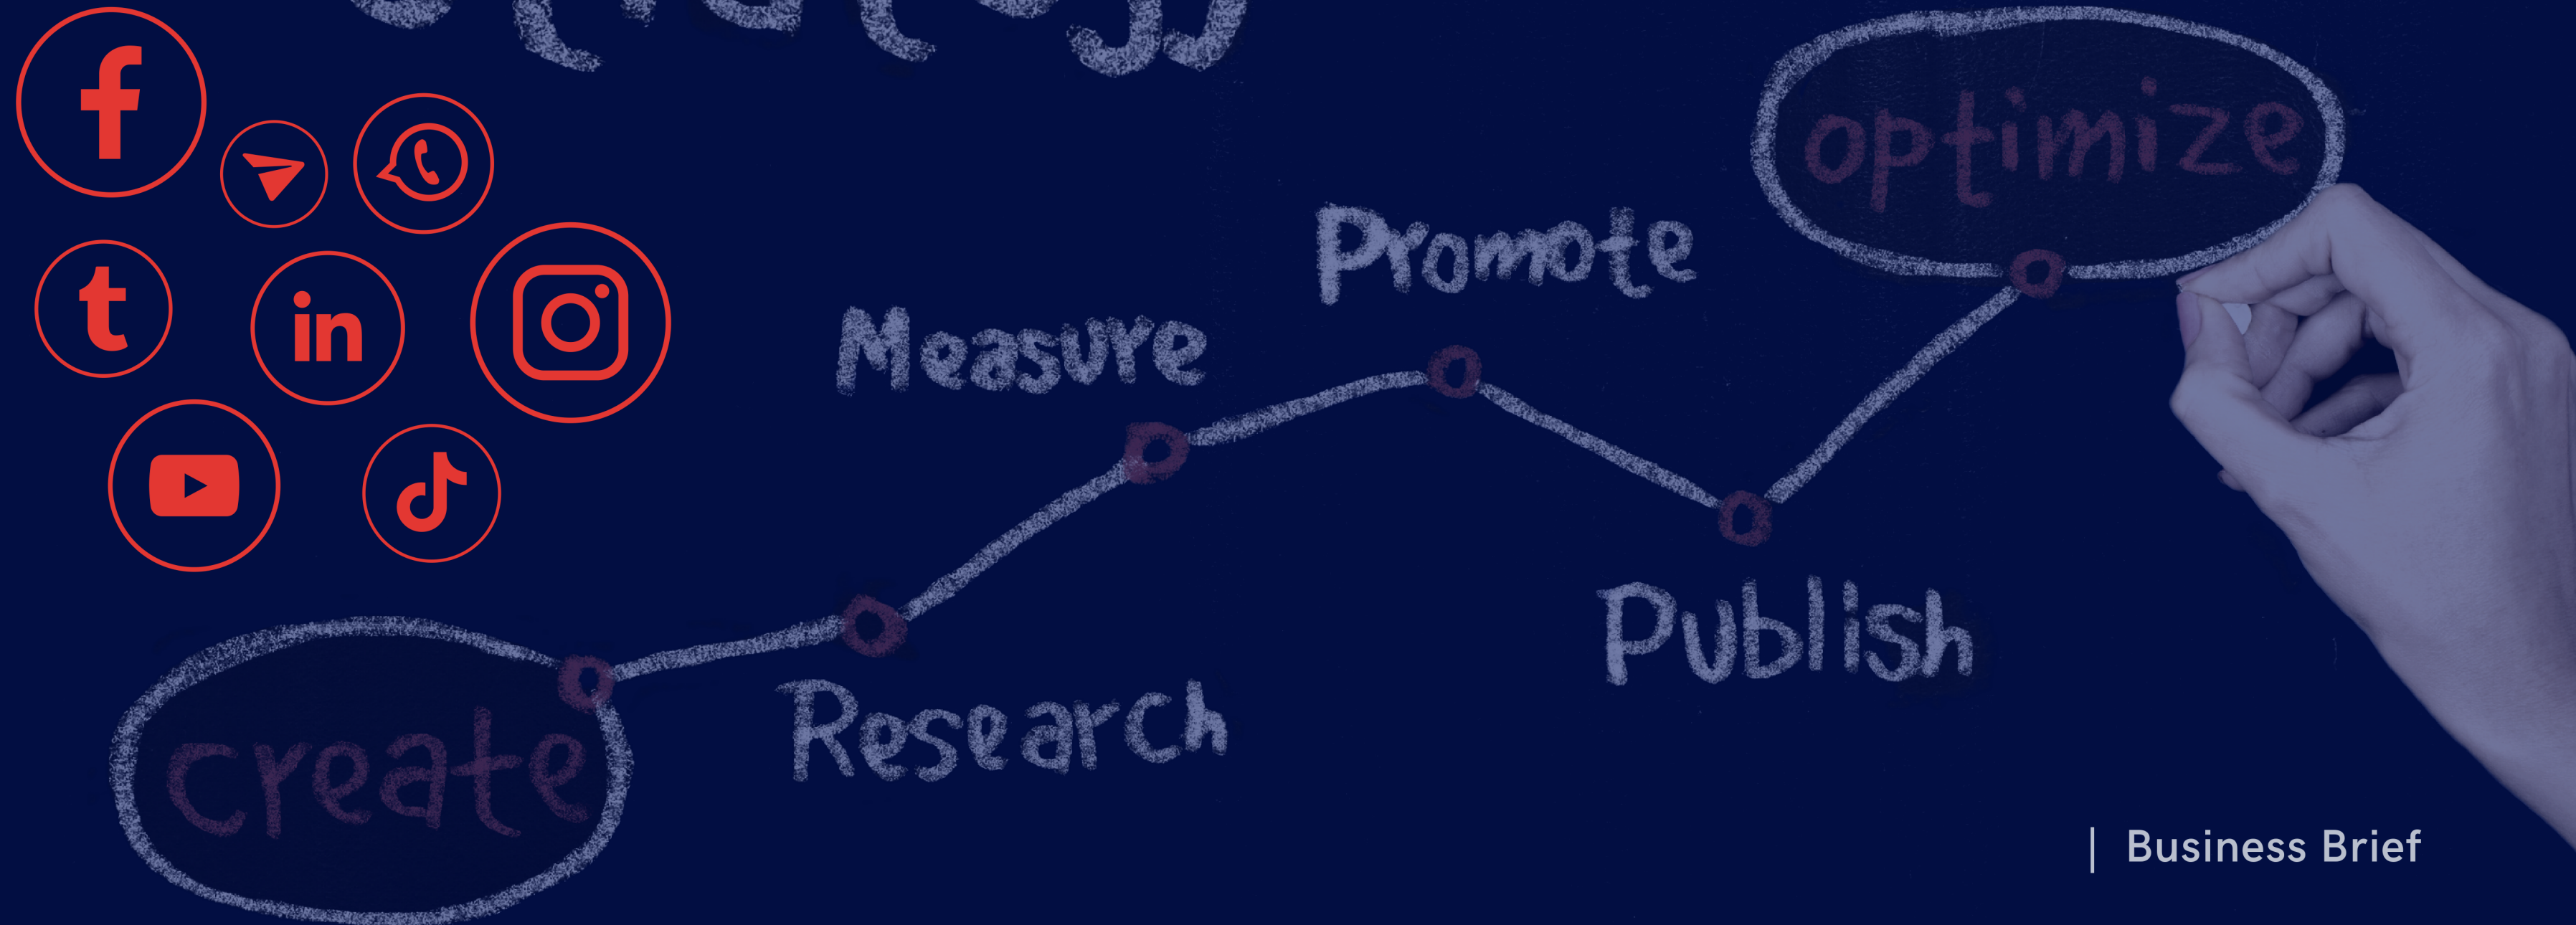 optimize
Promote
Measure
Publish
Research
create
| Business Brief